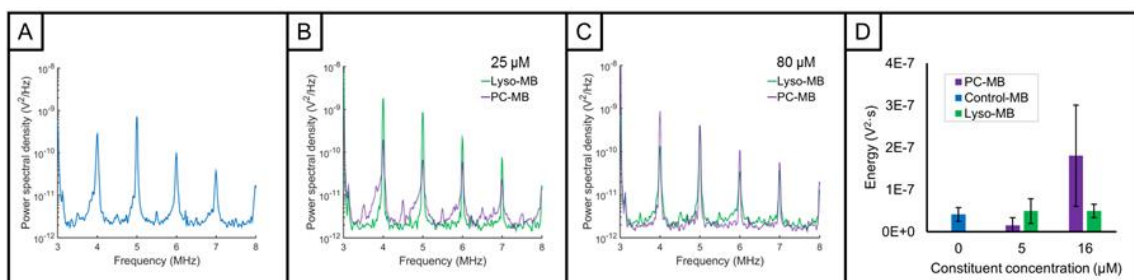 A
Power spectral density (V²/Hz)
10⁻⁸
10⁻⁹
10⁻¹⁰
10⁻¹¹
10⁻¹²
3 4 5 6 7 8
Frequency (MHz)
B
25 µM
Lyso-MB
PC-MB
Power spectral density (V²/Hz)
10⁻⁸
10⁻⁹
10⁻¹⁰
10⁻¹¹
10⁻¹²
3 4 5 6 7 8
Frequency (MHz)
C
80 µM
Lyso-MB
PC-MB
Power spectral density (V²/Hz)
10⁻⁸
10⁻⁹
10⁻¹⁰
10⁻¹¹
10⁻¹²
3 4 5 6 7 8
Frequency (MHz)
D
PC-MB
Control-MB
Lyso-MB
Energy (V²·s)
4E-7
3E-7
2E-7
1E-7
0E+0
0 5 16
Constituent concentration (µM)